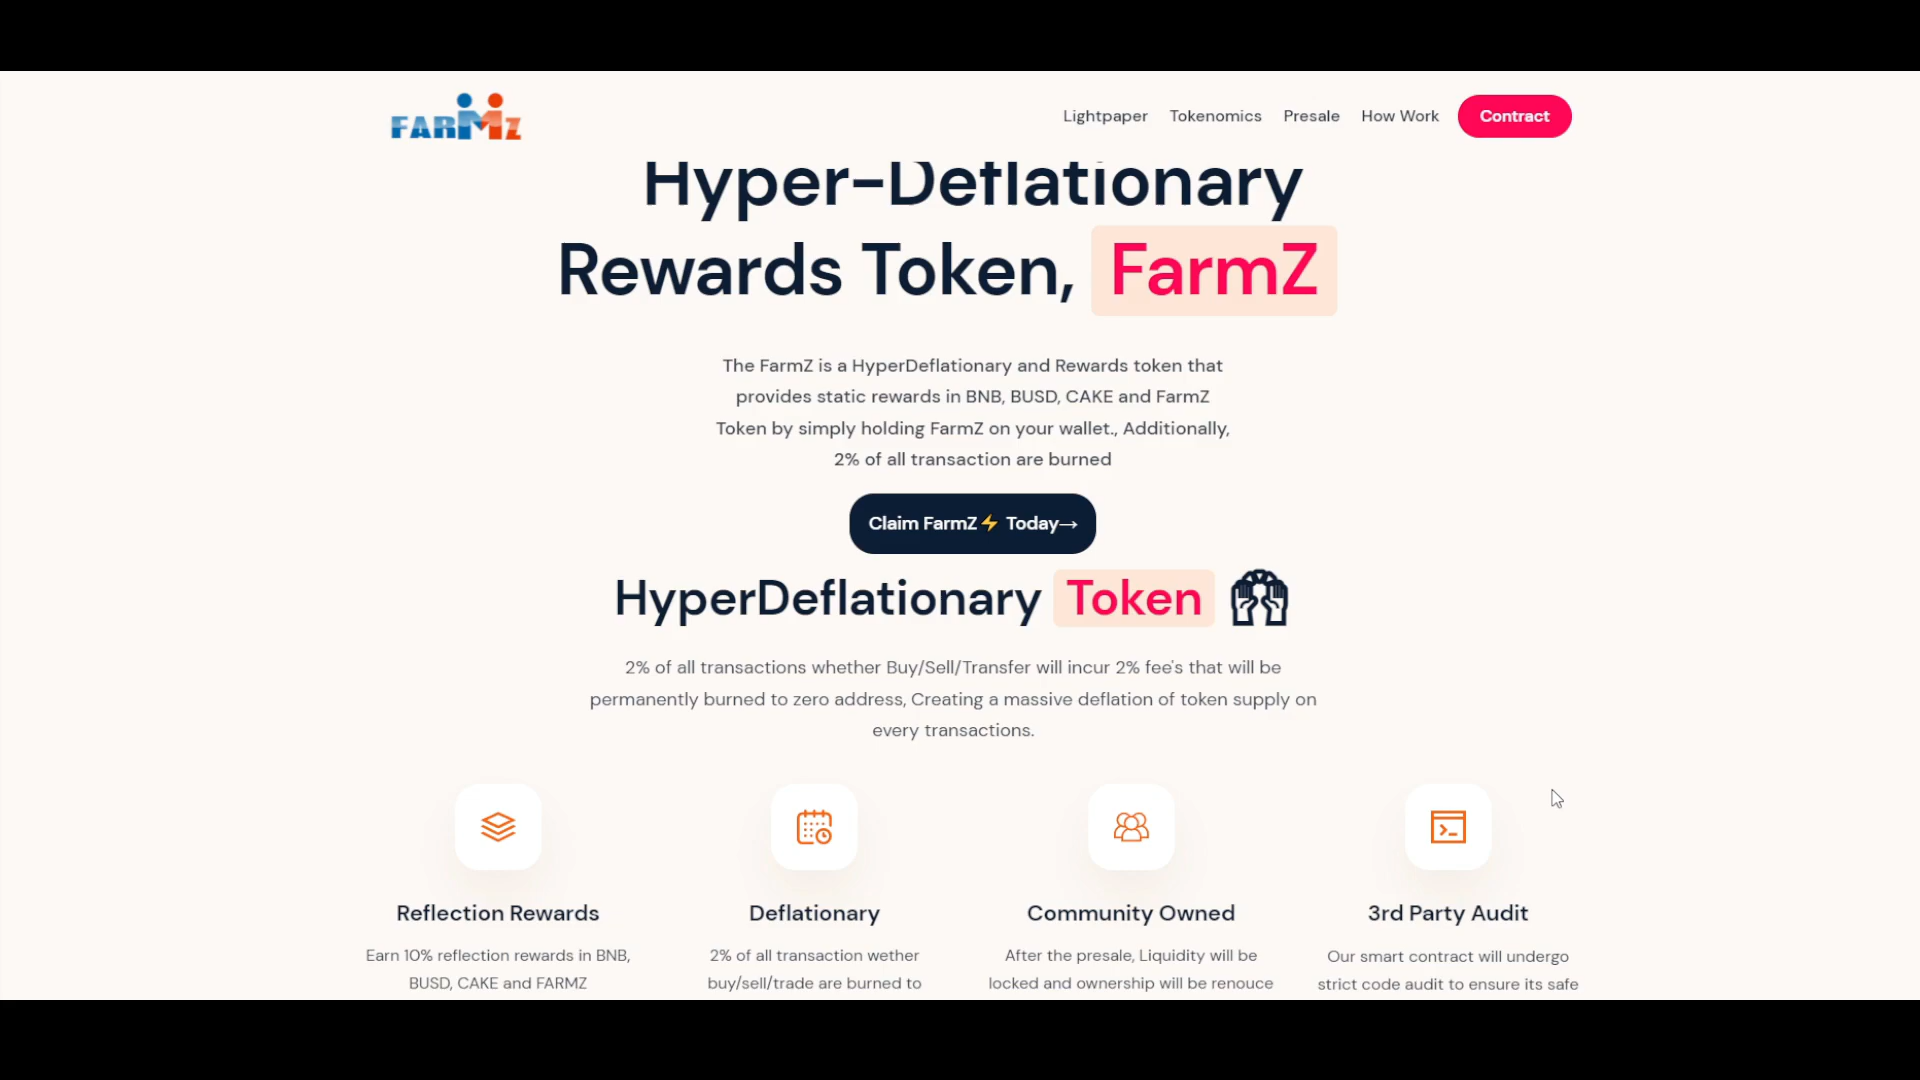 FARMZ
Lightpaper Tokenomics Presale How Work Contract
Hyper-Deflationary
Rewards Token, FarmZ
The FarmZ is a HyperDeflationary and Rewards token that
provides static rewards in BNB, BUSD, CAKE and FarmZ
Token by simply holding FarmZ on your wallet., Additionally,
2% of all transaction are burned
Claim FarmZ⚡ Today→
HyperDeflationary Token
2% of all transactions whether Buy/Sell/Transfer will incur 2% fee's that will be
permanently burned to zero address, Creating a massive deflation of token supply on
every transactions.
Reflection Rewards
Earn 10% reflection rewards in BNB,
BUSD, CAKE and FARMZ
Deflationary
2% of all transaction wether
buy/sell/trade are burned to
Community Owned
After the presale, Liquidity will be
locked and ownership will be renouce
3rd Party Audit
Our smart contract will undergo
strict code audit to ensure its safe